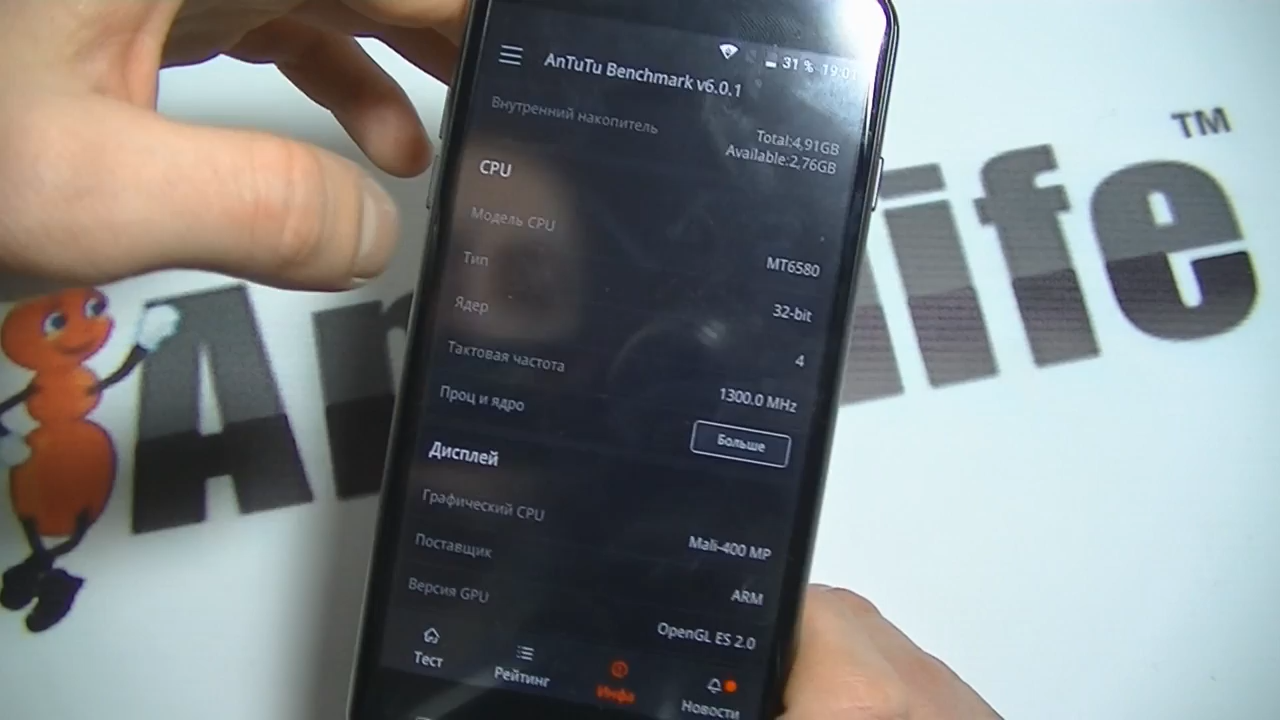 31 % 19:01
AnTuTu Benchmark v6.0.1
Внутренний накопитель
Total:4,91GB
Available:2,76GB
CPU
Модель CPU
MT6580
Тип
32-bit
Ядер
4
Тактовая частота
1300.0 MHz
Проц и ядро
Больше
Дисплей
Графический CPU
Mali-400 MP
Поставщик
ARM
Версия GPU
OpenGL ES 2.0
Тест
Рейтинг
Инфо
Новости
TM